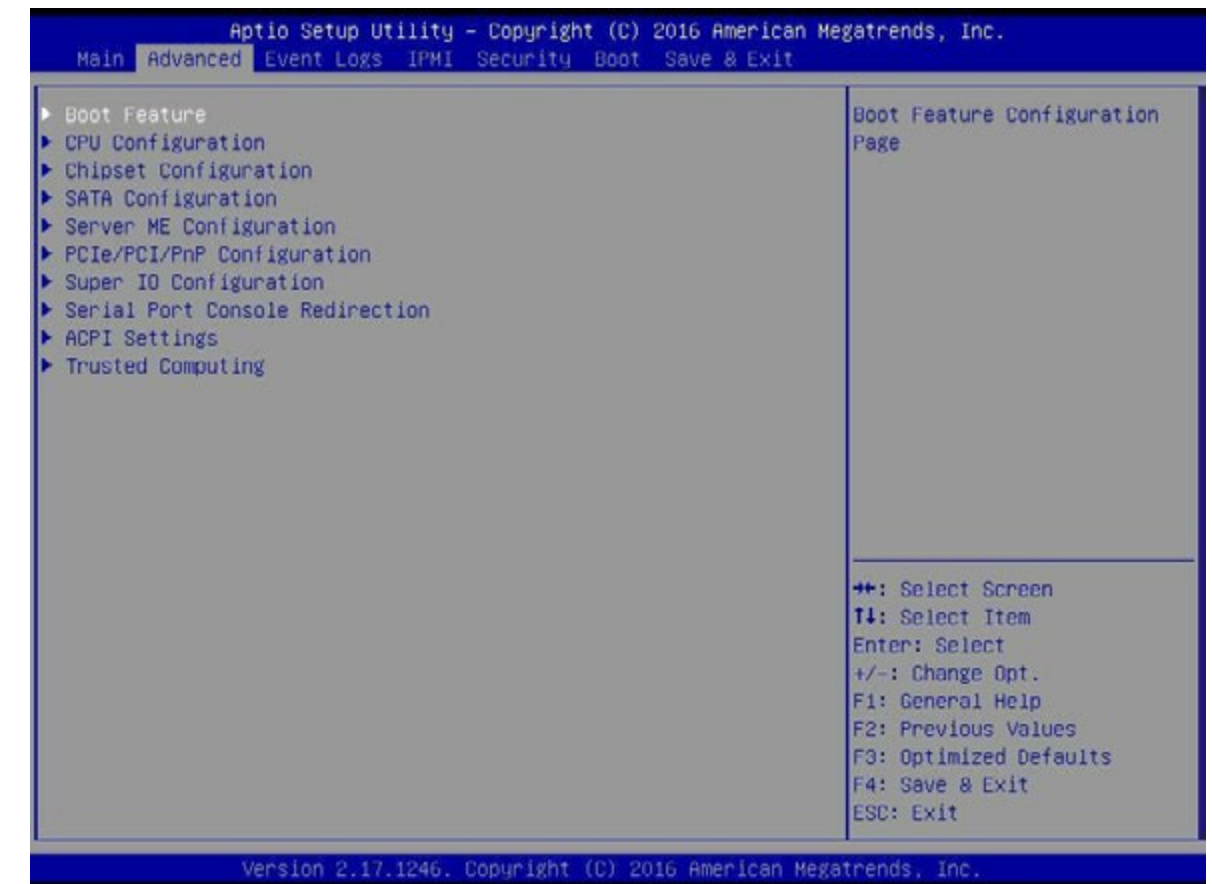 Aptio Setup Utility – Copyright (C) 2016 American Megatrends, Inc.
Main Advanced Event Logs IPMI Security Boot Save & Exit
▶ Boot Feature
▶ CPU Configuration
▶ Chipset Configuration
▶ SATA Configuration
▶ Server ME Configuration
▶ PCIe/PCI/PnP Configuration
▶ Super IO Configuration
▶ Serial Port Console Redirection
▶ ACPI Settings
▶ Trusted Computing
Boot Feature Configuration
Page
→←: Select Screen
↑↓: Select Item
Enter: Select
+/-: Change Opt.
F1: General Help
F2: Previous Values
F3: Optimized Defaults
F4: Save & Exit
ESC: Exit
Version 2.17.1246. Copyright (C) 2016 American Megatrends, Inc.